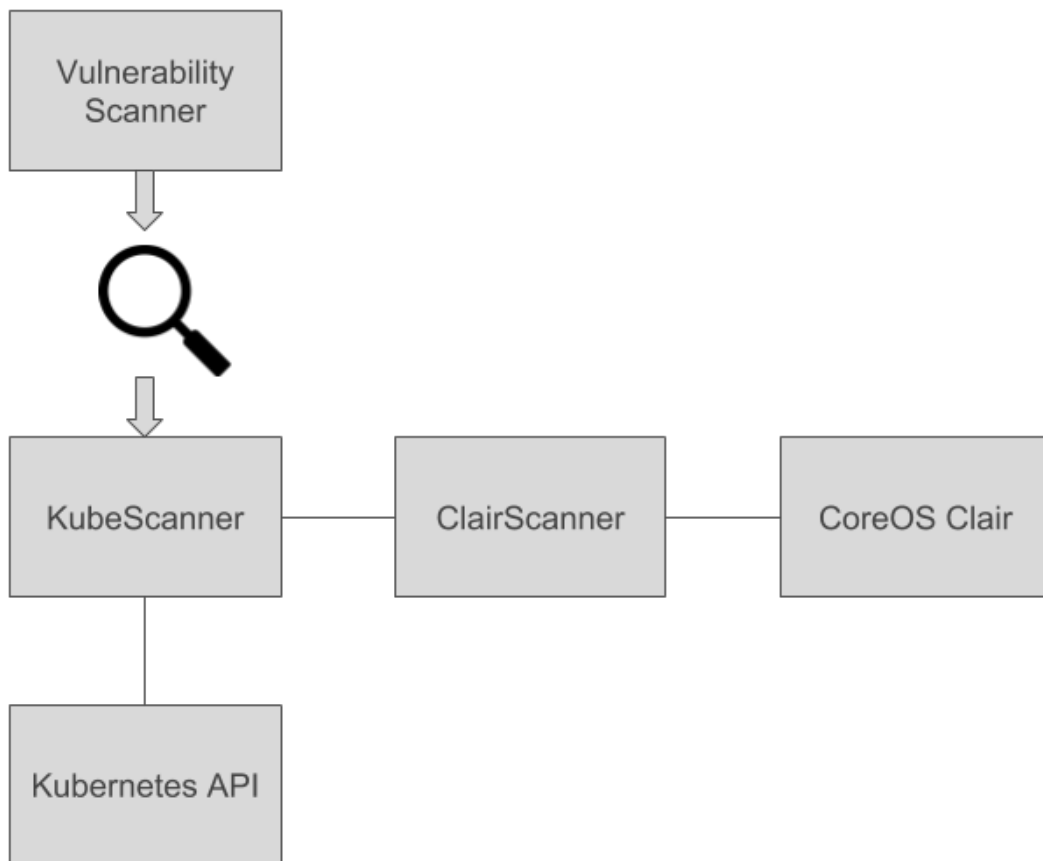 Vulnerability
Scanner
KubeScanner
ClairScanner
CoreOS Clair
Kubernetes API